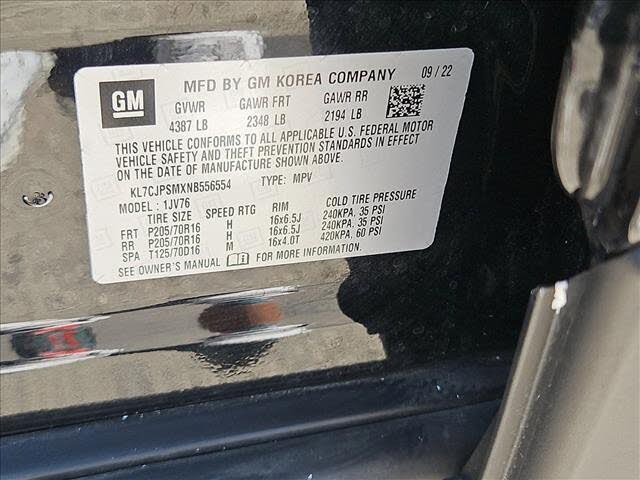 GM
MFD BY GM KOREA COMPANY 09 / 22
GVWR GAWR FRT GAWR RR
4387 LB 2348 LB 2194 LB
THIS VEHICLE CONFORMS TO ALL APPLICABLE U.S. FEDERAL MOTOR
VEHICLE SAFETY AND THEFT PREVENTION STANDARDS IN EFFECT
ON THE DATE OF MANUFACTURE SHOWN ABOVE.
KL7CJPSMXNB556554 TYPE: MPV
MODEL : 1JV76
TIRE SIZE SPEED RTG RIM COLD TIRE PRESSURE
FRT P205/70R16 H 16x6.5J 240KPA, 35 PSI
RR P205/70R16 H 16x6.5J 240KPA, 35 PSI
SPA T125/70D16 M 16x4.0T 420KPA, 60 PSI
SEE OWNER'S MANUAL FOR MORE INFORMATION.